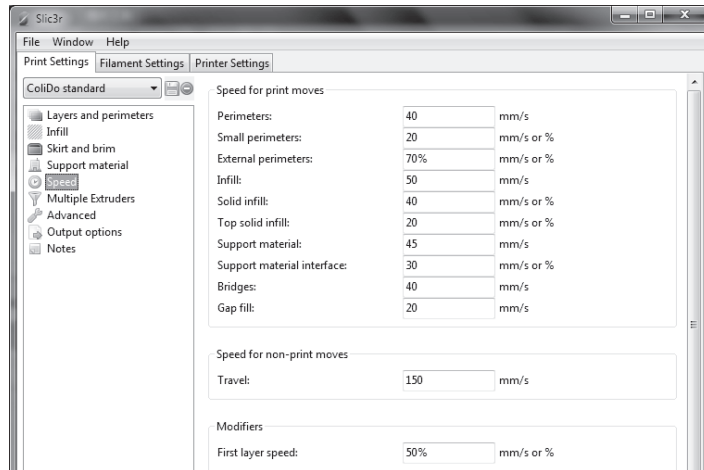 Slic3r
File Window Help
Print Settings Filament Settings Printer Settings
ColiDo standard
Layers and perimeters
Infill
Skirt and brim
Support material
Speed
Multiple Extruders
Advanced
Output options
Notes
Speed for print moves
Perimeters: 40 mm/s
Small perimeters: 20 mm/s or %
External perimeters: 70% mm/s or %
Infill: 50 mm/s
Solid infill: 40 mm/s or %
Top solid infill: 20 mm/s or %
Support material: 45 mm/s
Support material interface: 30 mm/s or %
Bridges: 40 mm/s
Gap fill: 20 mm/s
Speed for non-print moves
Travel: 150 mm/s
Modifiers
First layer speed: 50% mm/s or %